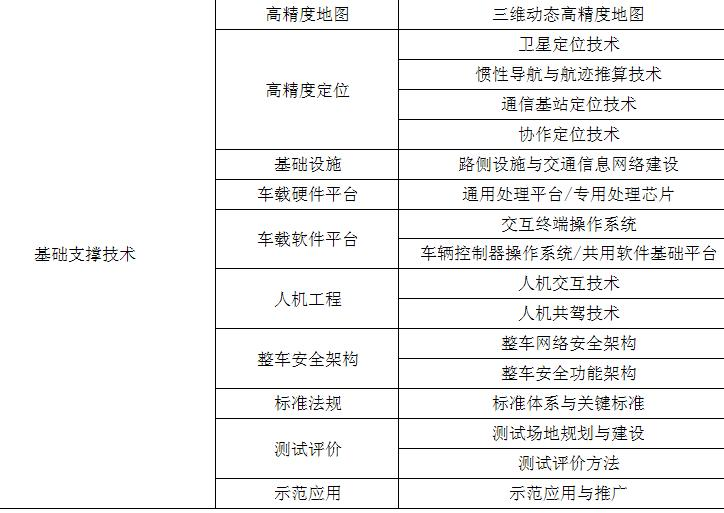 高精度地图 三维动态高精度地图
卫星定位技术
惯性导航与航迹推算技术
高精度定位
通信基站定位技术
协作定位技术
基础设施 路侧设施与交通信息网络建设
车载硬件平台 通用处理平台/专用处理芯片
交互终端操作系统
车载软件平台
基础支撑技术
车辆控制器操作系统/共用软件基础平台
人机交互技术
人机工程
人机共驾技术
整车网络安全架构
整车安全架构
整车安全功能架构
标准法规 标准体系与关键标准
测试场地规划与建设
测试评价
测试评价方法
示范应用 示范应用与推广